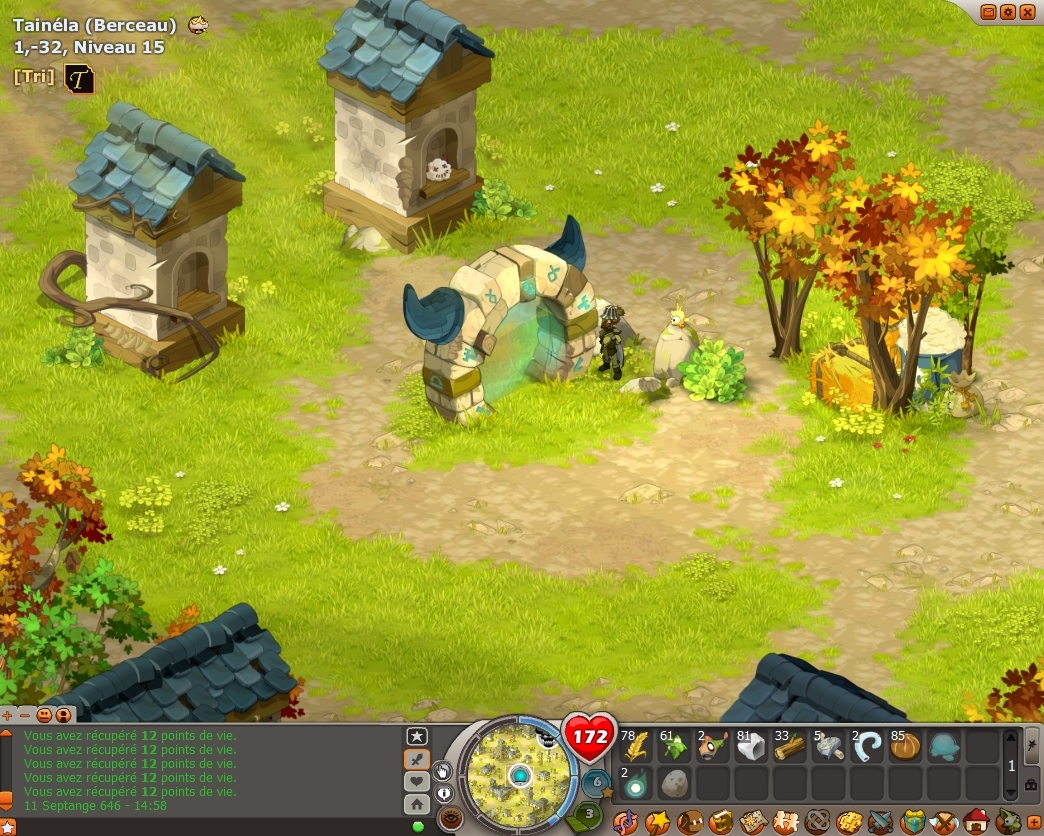 Tainéla (Berceau)
1,-32, Niveau 15
[Tri] T
Vous avez récupéré 12 points de vie.
Vous avez récupéré 12 points de vie.
Vous avez récupéré 12 points de vie.
Vous avez récupéré 12 points de vie.
Vous avez récupéré 12 points de vie.
11 Septange 646 - 14:58
172
6
3
78 61 2 81 33 5 2 85
2
1